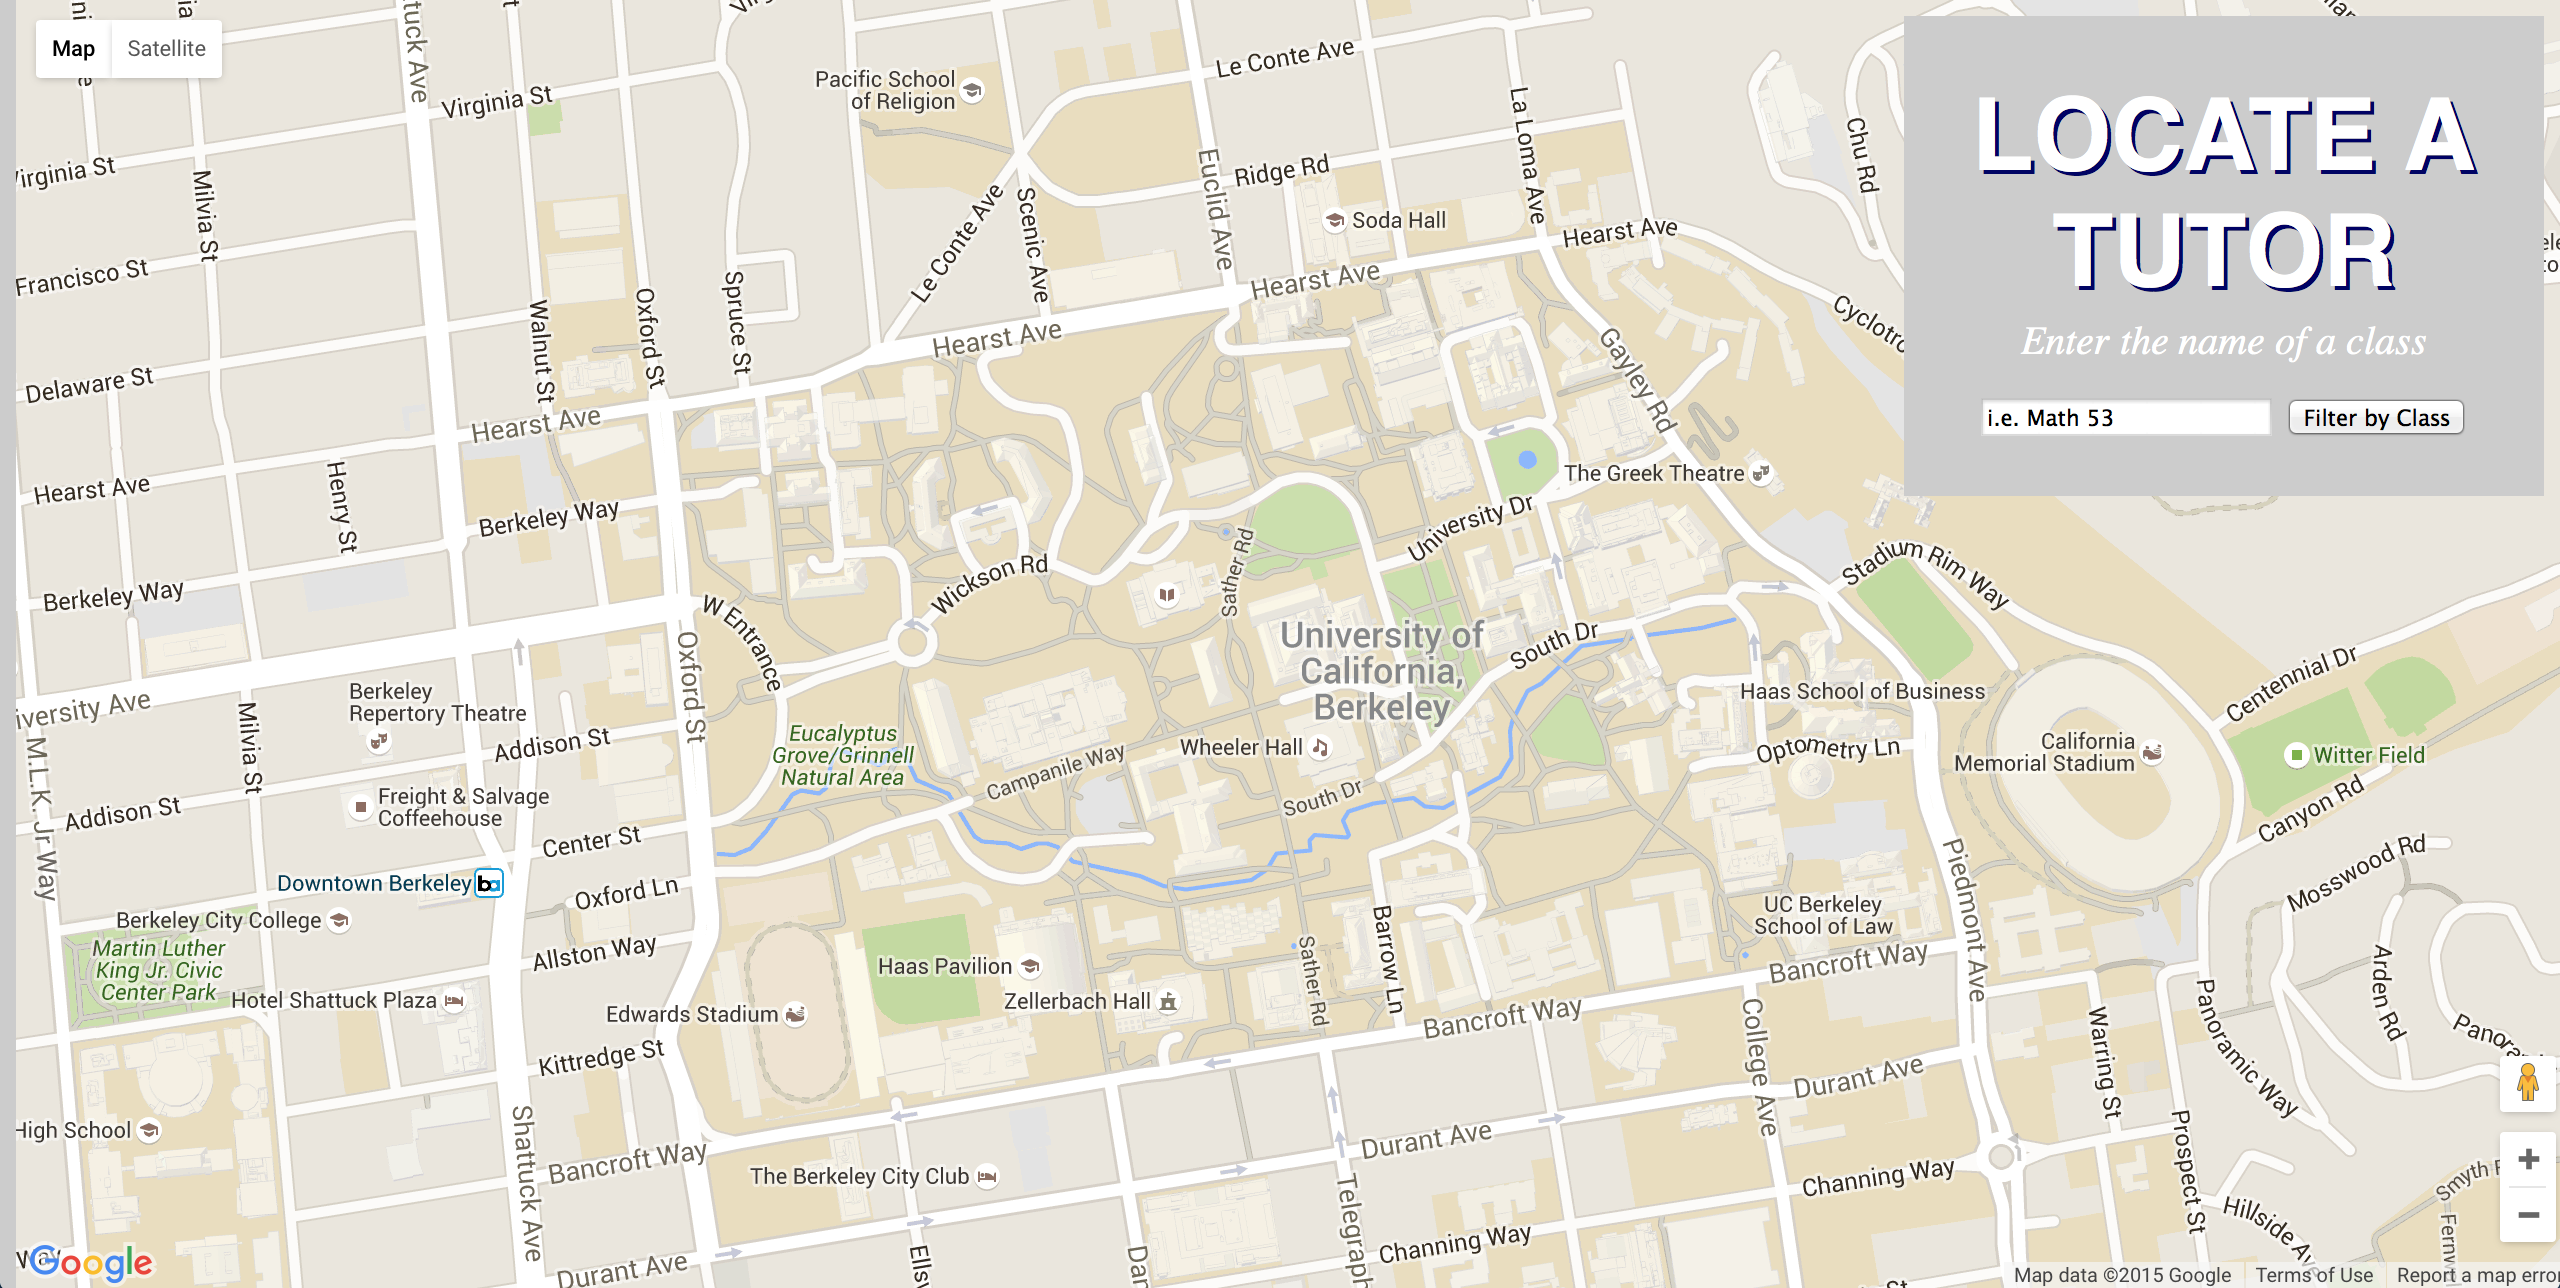 Map
Satellite
LOCATE A
TUTOR
Enter the name of a class
i.e. Math 53
Filter by Class
Le Conte Ave
Virginia St
Pacific School
of Religion
Virginia St
Milvia St
Euclid Ave
Ridge Rd
La Loma Ave
Chu Rd
Le Conte Ave
Scenic Ave
Soda Hall
Hearst Ave
Francisco St
Walnut St
Oxford St
Spruce St
Hearst Ave
Hearst Ave
Gayley Rd
Delaware St
Hearst Ave
Hearst Ave
Henry St
Berkeley Way
The Greek Theatre
University Dr
Sather Rd
Stadium Rim Way
Berkeley Way
W Entrance
Wickson Rd
University of
California,
Berkeley
South Dr
Oxford St
Centennial Dr
Berkeley
Repertory Theatre
Milvia St
Haas School of Business
Addison St
Eucalyptus
Grove/Grinnell
Natural Area
Wheeler Hall
Campanile Way
Optometry Ln
California
Memorial Stadium
Witter Field
M.L.K. Jr Way
Addison St
Freight & Salvage
Coffeehouse
South Dr
Canyon Rd
Center St
Mosswood Rd
Piedmont Ave
Downtown Berkeley
ba
Oxford Ln
Berkeley City College
UC Berkeley
School of Law
Barrow Ln
Martin Luther
King Jr. Civic
Center Park
Allston Way
Haas Pavilion
Sather Rd
Bancroft Way
Arden Rd
Hotel Shattuck Plaza
Zellerbach Hall
Edwards Stadium
Bancroft Way
College Ave
Warring St
Panoramic Way
Kittredge St
Durant Ave
High School
Shattuck Ave
Bancroft Way
Durant Ave
Prospect St
The Berkeley City Club
Channing Way
Telegraph
Channing Way
Durant Ave
Google
Map data ©2015 Google
Terms of Use
Report a map error